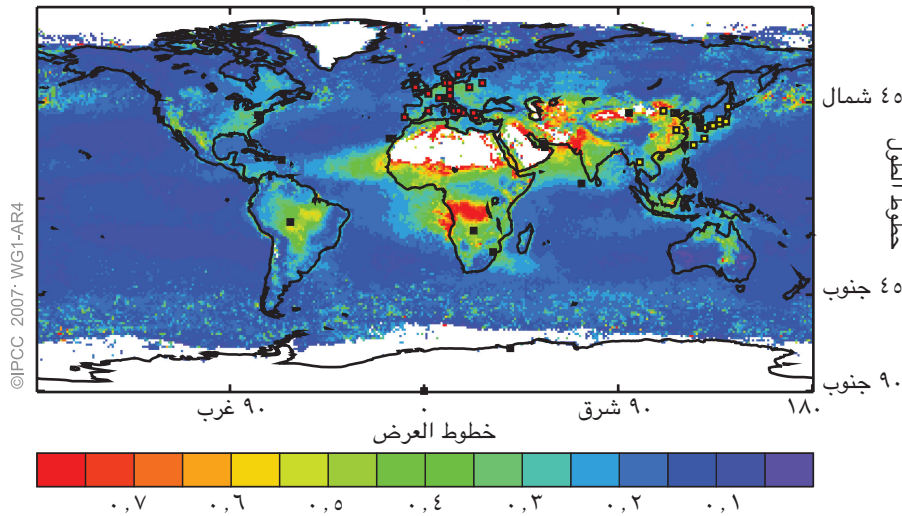 ٤٥ شمال
خطوط الطول
٤٥ جنوب
٩٠ جنوب
©IPCC 2007: WG1-AR4
٩٠ غرب
٠
٩٠ شرق
١٨٠
خطوط العرض
٠,٧
٠,٦
٠,٥
٠,٤
٠,٣
٠,٢
٠,١